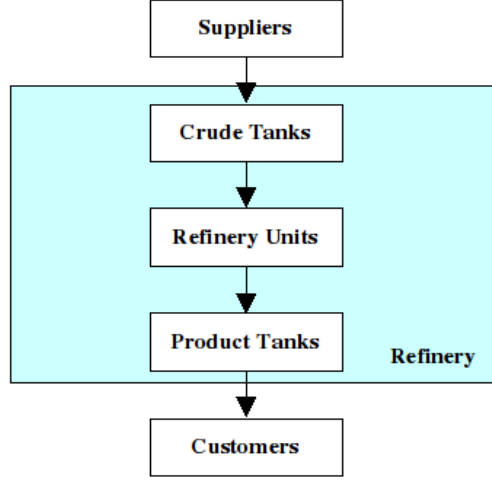 Suppliers
Crude Tanks
Refinery Units
Product Tanks
Refinery
Customers